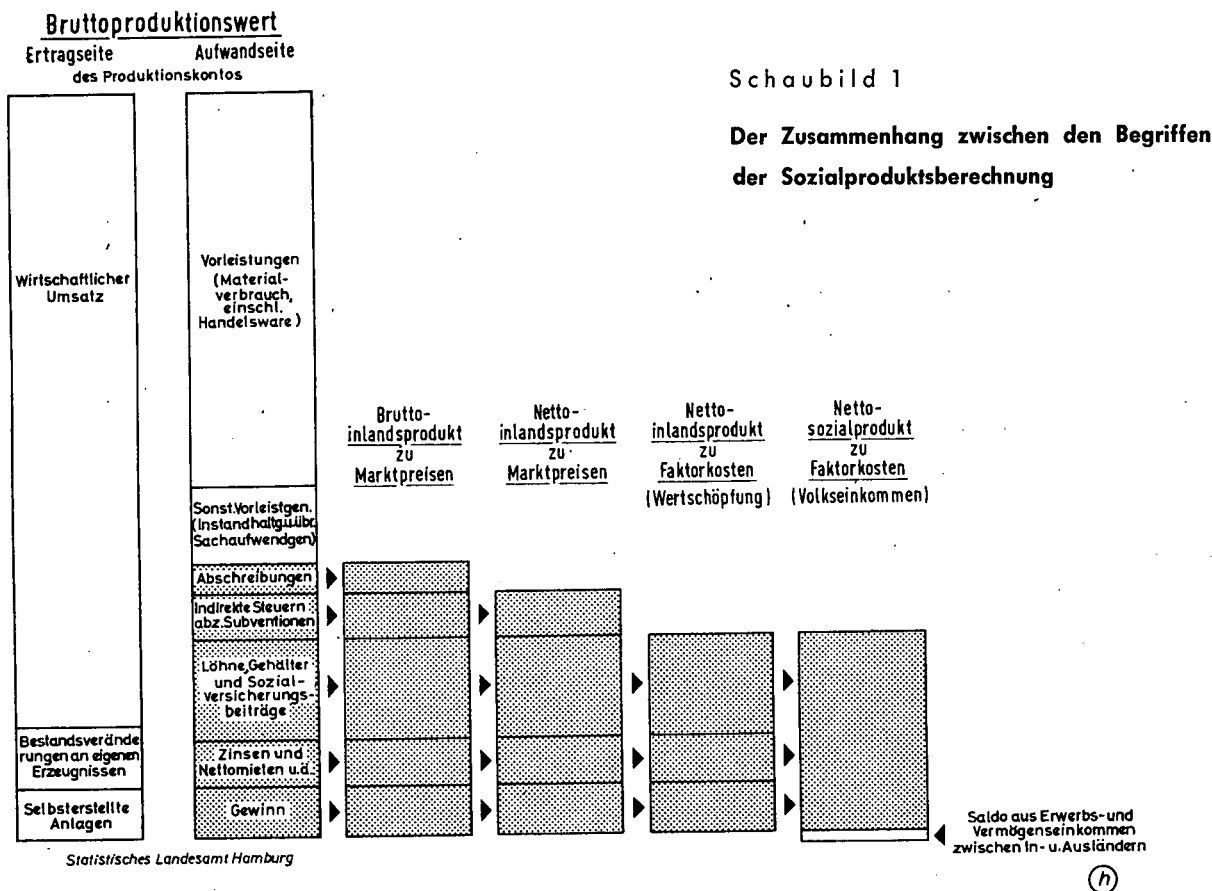 Bruttoproduktionswert
Ertragseite
Aufwandseite
des Produktionskontos
Schaubild 1
Der Zusammenhang zwischen den Begriffen
der Sozialproduktsberechnung
Wirtschaftlicher
Umsatz
Bestandsverände
rungen an eigenen
Erzeugnissen
Selbsterstellte
Anlagen
Vorleistungen
(Material-
verbrauch,
einschl.
Handelsware)
Sonst.Vorleistgen.
(Instandhaltg.u.übr.
Sachaufwendgen)
Abschreibungen
Indirekte Steuern
abz. Subventionen
Löhne, Gehälter
und Sozial-
versicherungs-
beiträge
Zinsen und
Nettomieten u.ä.
Gewinn
Brutto-
inlandsprodukt
zu
Marktpreisen
Netto-
inlandsprodukt
zu
Marktpreisen
Netto-
inlandsprodukt
zu
Faktorkosten
(Wertschöpfung)
Netto-
sozialprodukt
zu
Faktorkosten
(Volkseinkommen)
Saldo aus Erwerbs- und
Vermögenseinkommen
zwischen In- u. Ausländern
Statistisches Landesamt Hamburg
h